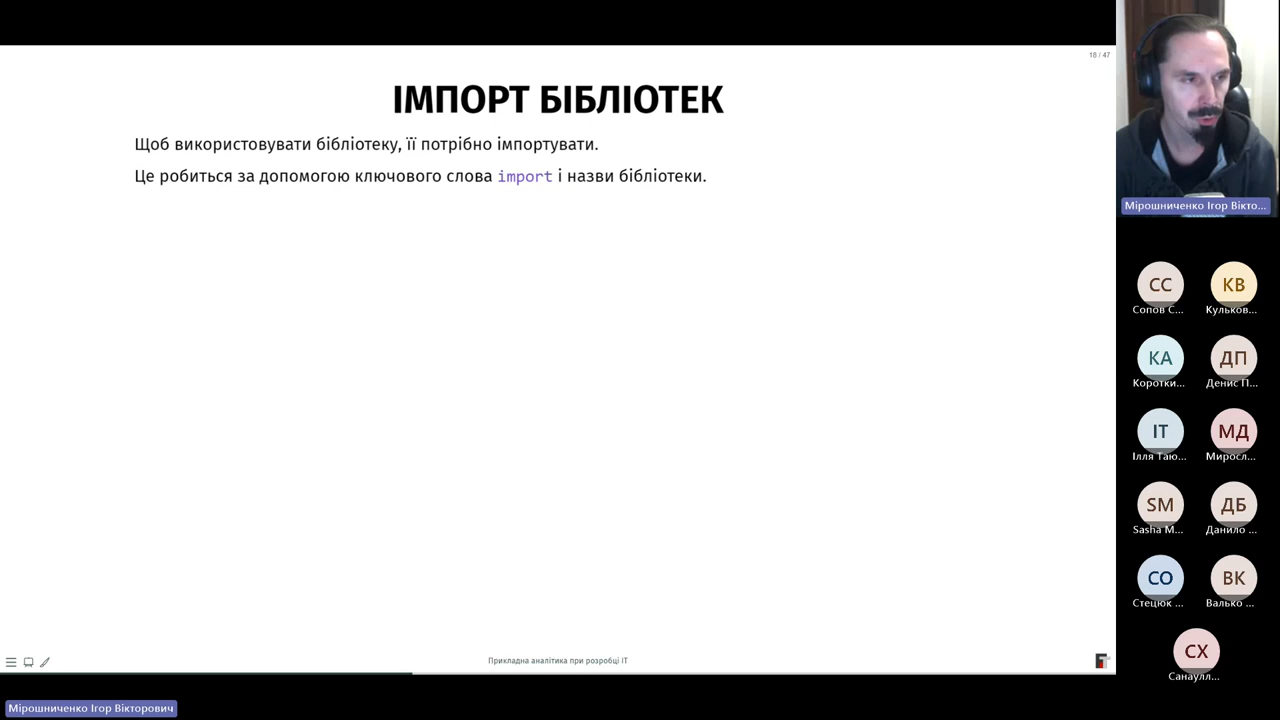 18 / 47
ІМПОРТ БІБЛІОТЕК
Щоб використовувати бібліотеку, її потрібно імпортувати.
Це робиться за допомогою ключового слова import і назви бібліотеки.
Прикладна аналітика при розробці ІТ
Мірошниченко Ігор Вікторович
Мірошниченко Ігор Вікто...
СС
Сопов С...
КВ
Кульков...
КА
Коротки...
ДП
Денис П...
ІТ
Ілля Таю...
МД
Миросл...
SM
Sasha M...
ДБ
Данило ...
СО
Стецюк ...
ВК
Валько ...
СХ
Санаулл...